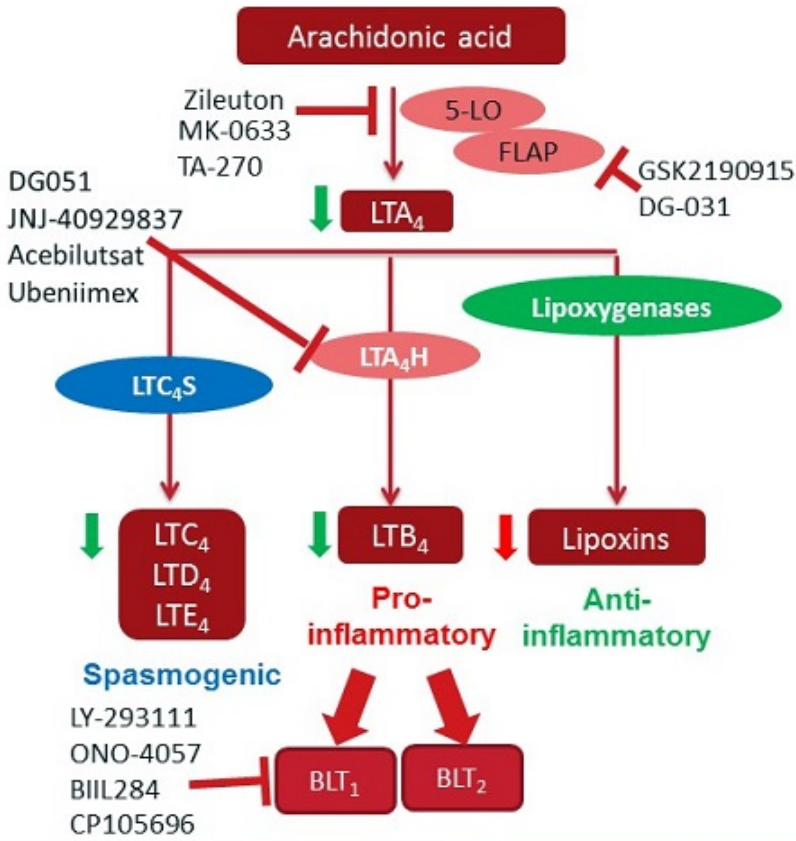 Arachidonic acid
Zileuton
MK-0633
TA-270
5-LO
FLAP
GSK2190915
DG-031
DG051
JNJ-40929837
Acebilutsat
Ubeniimex
LTA₄
Lipoxygenases
LTA₄H
LTC₄S
LTC₄
LTD₄
LTE₄
LTB₄
Lipoxins
Pro-
inflammatory
Anti-
inflammatory
Spasmogenic
LY-293111
ONO-4057
BIIL284
CP105696
BLT₁
BLT₂